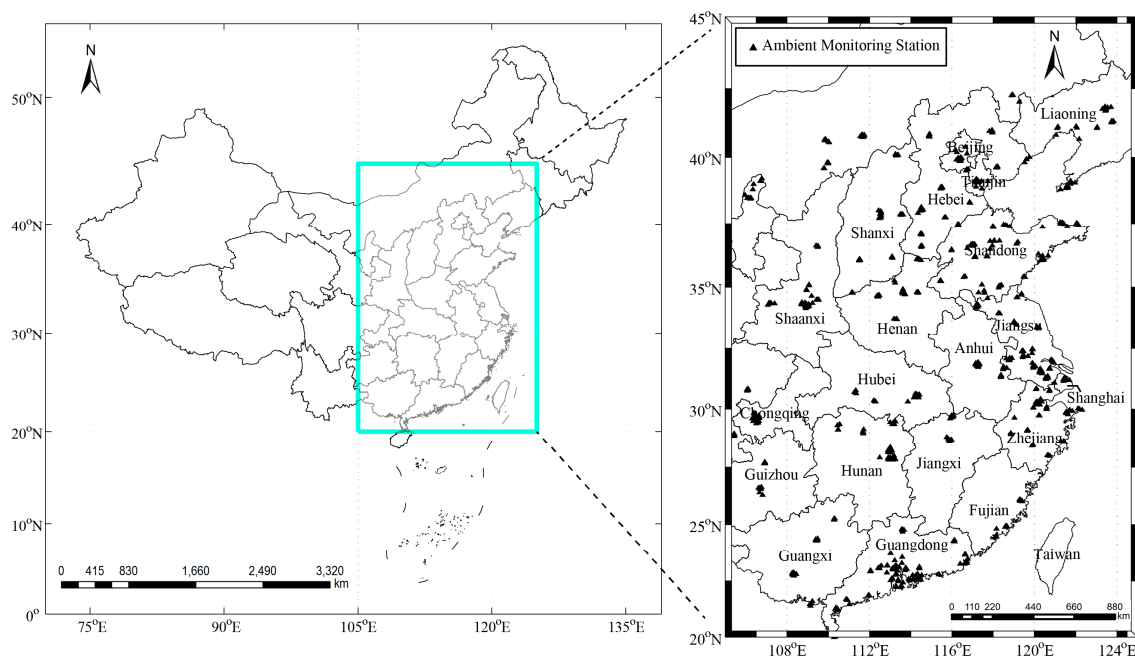 N
50°N
40°N
30°N
20°N
10°N
0°
75°E
90°E
105°E
120°E
135°E
0 415 830 1,660 2,490 3,320
km
45°N
40°N
35°N
30°N
25°N
20°N
Ambient Monitoring Station
N
Liaoning
Beijing
Tianjin
Hebei
Shanxi
Shandong
Shaanxi
Henan
Jiangsu
Anhui
Hubei
Shanghai
Chongqing
Zhejiang
Hunan
Jiangxi
Guizhou
Fujian
Guangdong
Guangxi
Taiwan
0 110 220 440 660 880
km
108°E
112°E
116°E
120°E
124°E